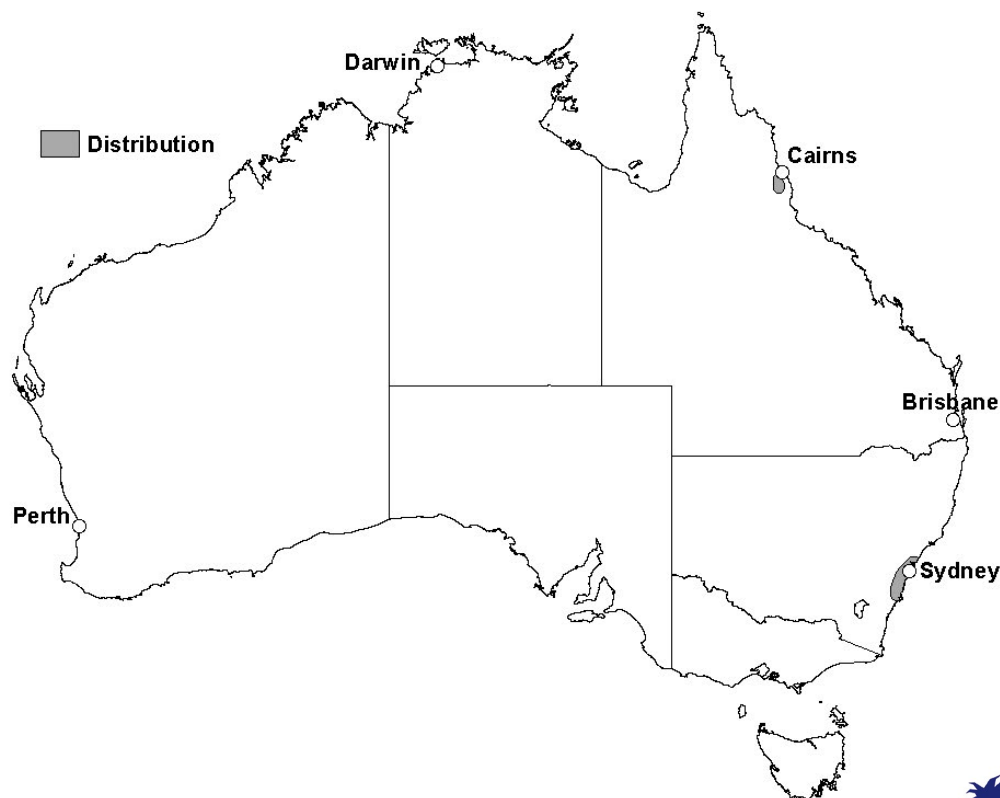 Darwin
Distribution
Cairns
Brisbane
Perth
Sydney